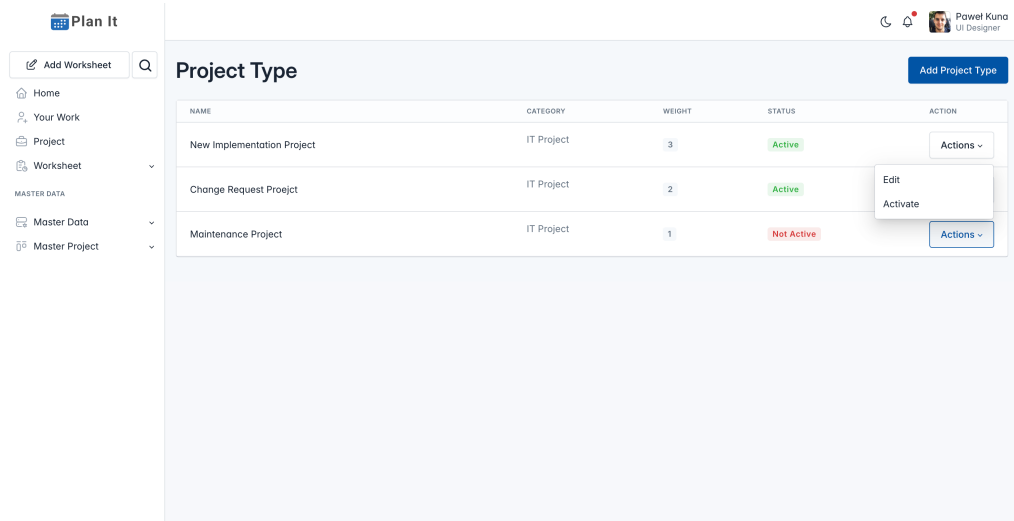 Plan It
Paweł Kuna
UI Designer
Add Worksheet
Home
Your Work
Project
Worksheet
MASTER DATA
Master Data
Master Project
Project Type
Add Project Type
NAME CATEGORY WEIGHT STATUS ACTION
New Implementation Project IT Project 3 Active Actions
Change Request Proejct IT Project 2 Active
Edit
Activate
Maintenance Project IT Project 1 Not Active Actions